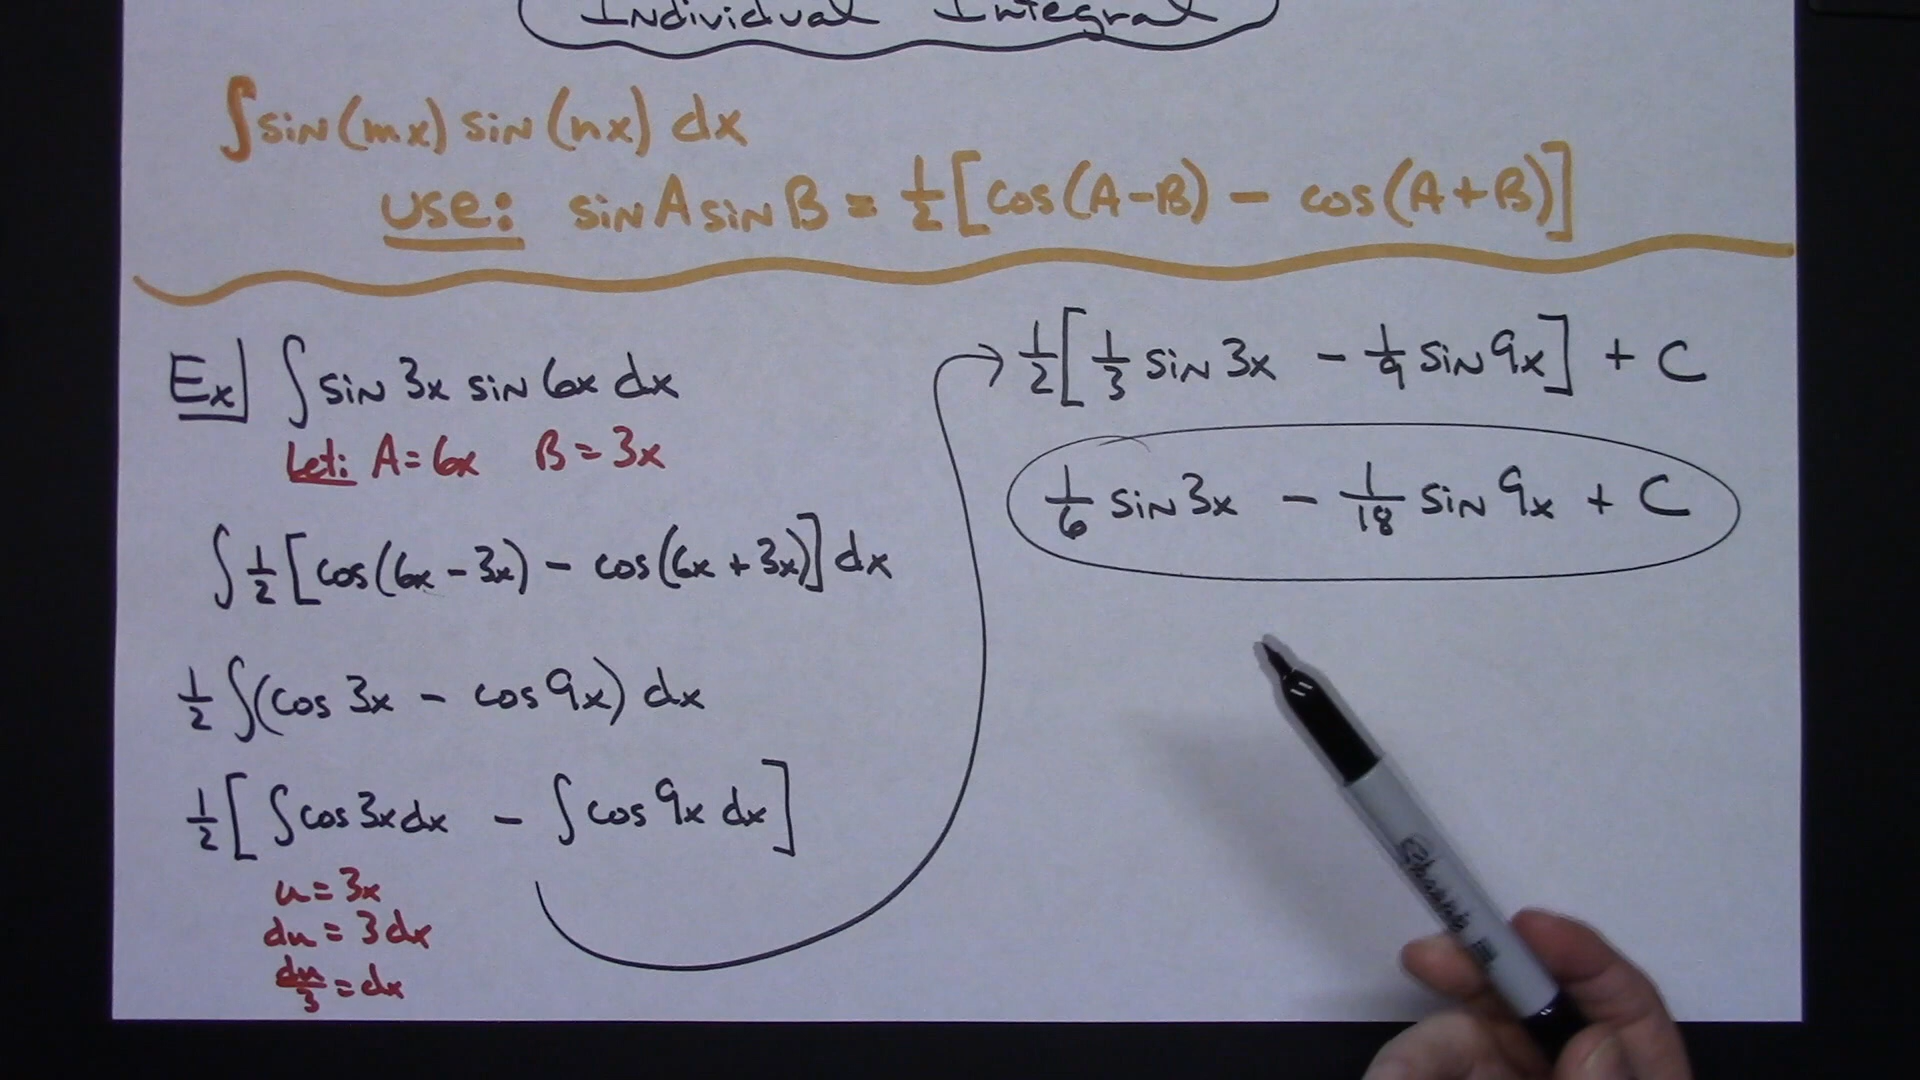 Individual Integral
∫sin(mx) sin(nx) dx
use: sin A sin B = 1/2 [cos(A-B) - cos(A+B)]
Ex ∫ sin 3x sin 6x dx
Let: A = 6x B = 3x
∫ 1/2 [cos(6x - 3x) - cos(6x + 3x)] dx
1/2 ∫(cos 3x - cos 9x) dx
1/2 [∫cos 3x dx - ∫ cos 9x dx]
u = 3x
du = 3dx
du/3 = dx
1/2 [1/3 sin 3x - 1/9 sin 9x] + C
1/6 sin 3x - 1/18 sin 9x + C